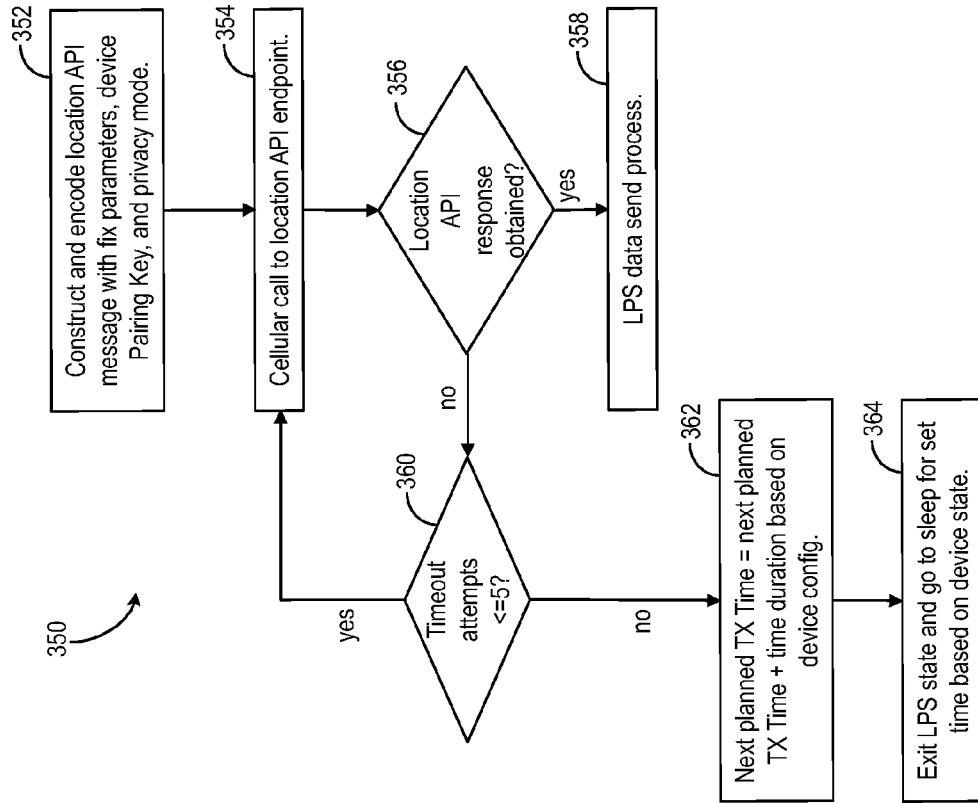 350
352
Construct and encode location API
message with fix parameters, device
Pairing Key, and privacy mode.
354
Cellular call to location API endpoint.
356
Location
API
response
obtained?
yes
no
358
LPS data send process.
360
Timeout
attempts
<=5?
yes
no
362
Next planned TX Time = next planned
TX Time + time duration based on
device config.
364
Exit LPS state and go to sleep for set
time based on device state.